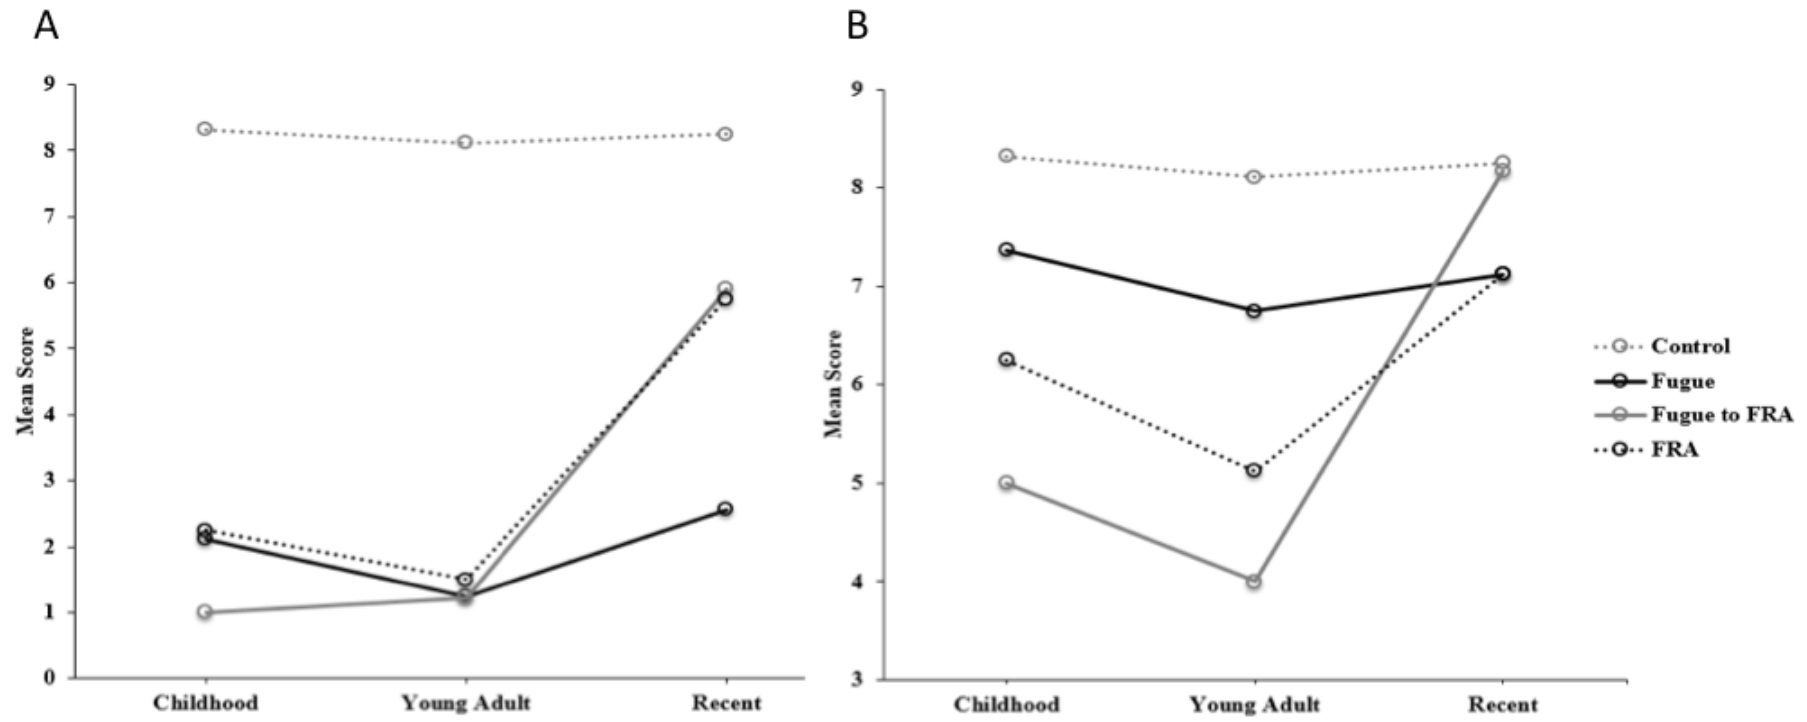 A
B
Mean Score
9
8
7
6
5
4
3
2
1
0
Childhood
Young Adult
Recent
Mean Score
9
8
7
6
5
4
3
Childhood
Young Adult
Recent
Control
Fugue
Fugue to FRA
FRA